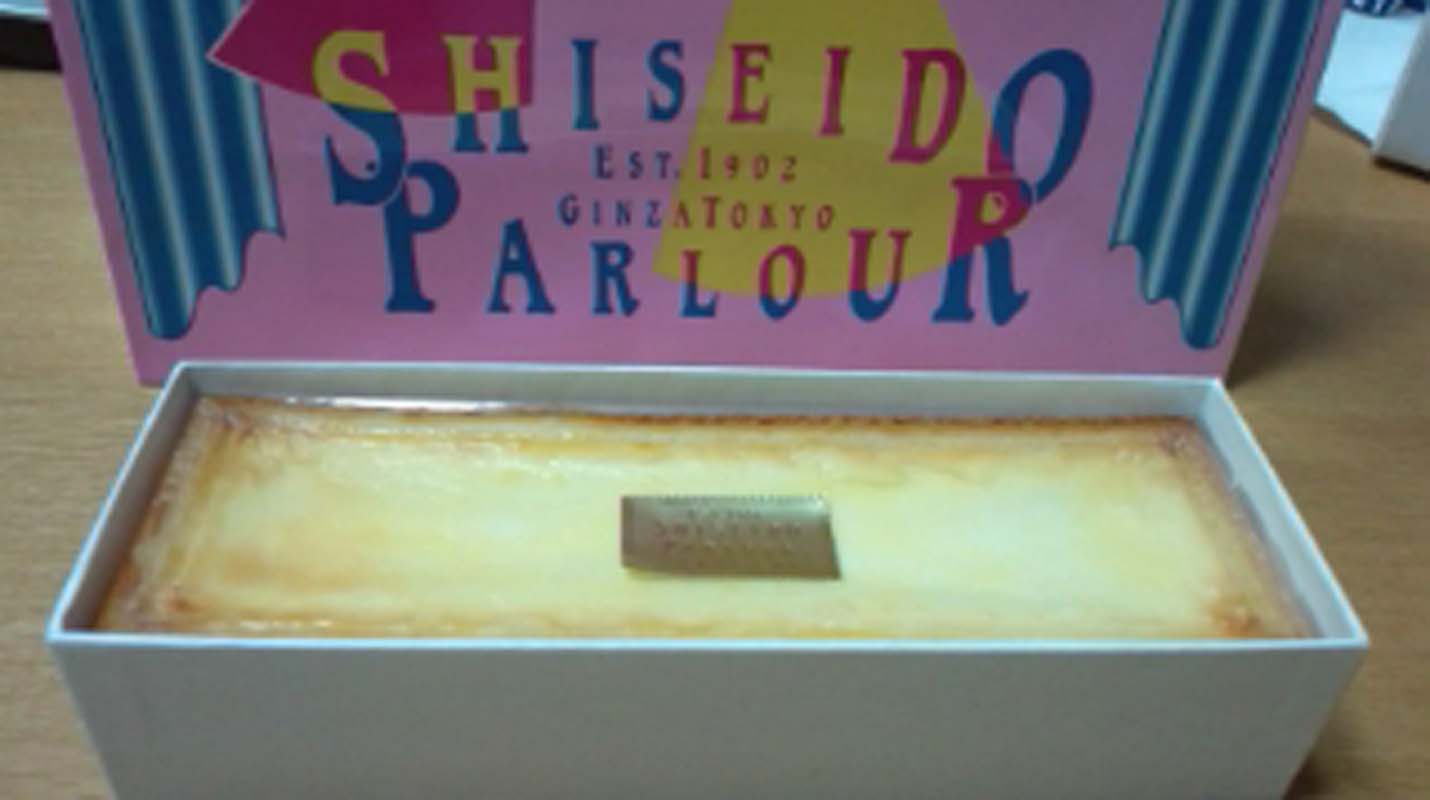 SHISEIDO
EST. 1902
GINZA TOKYO
PARLOUR